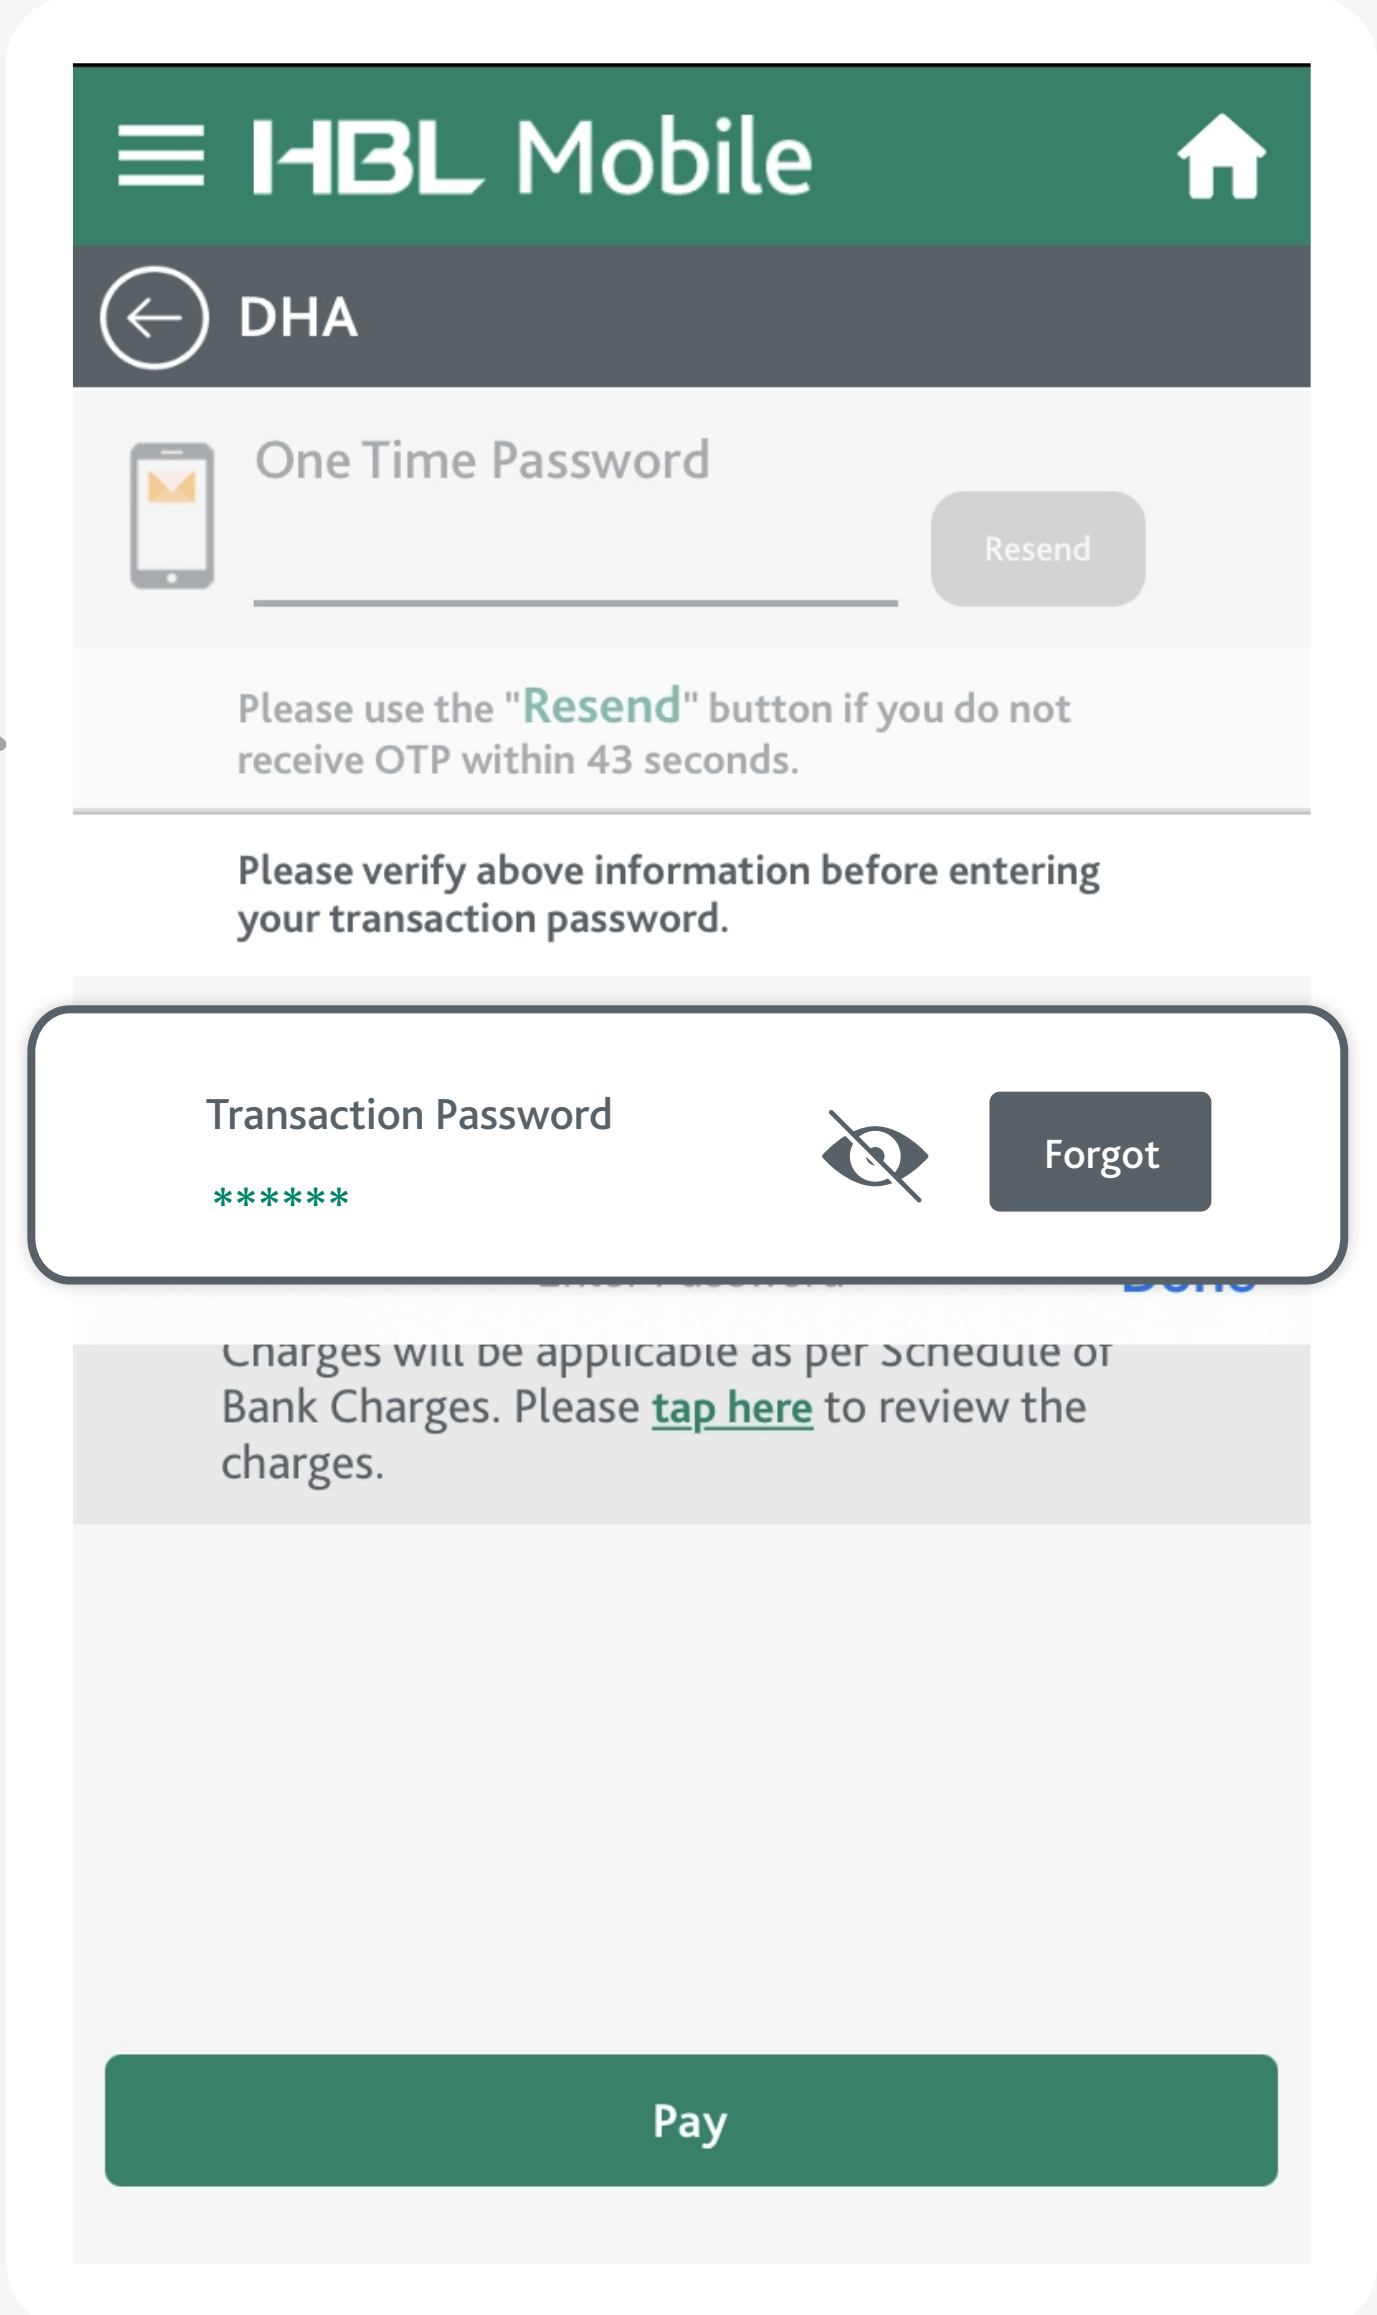 HBL Mobile
DHA
One Time Password
Resend
Please use the "Resend" button if you do not
receive OTP within 43 seconds.
Please verify above information before entering
your transaction password.
Transaction Password
Forgot
******
Charges will be applicable as per Schedule of
Bank Charges. Please tap here to review the
charges.
Pay